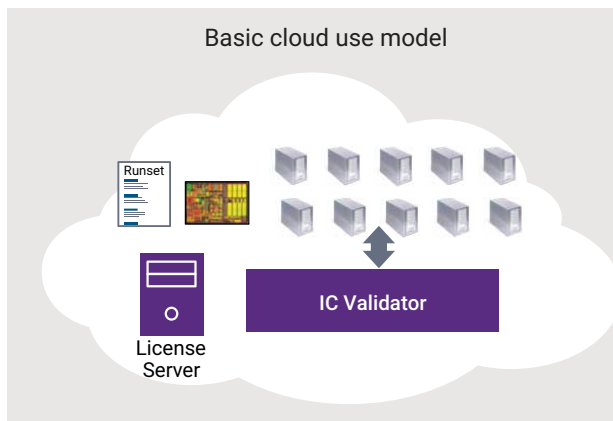 Basic cloud use model
Runset
IC Validator
License
Server